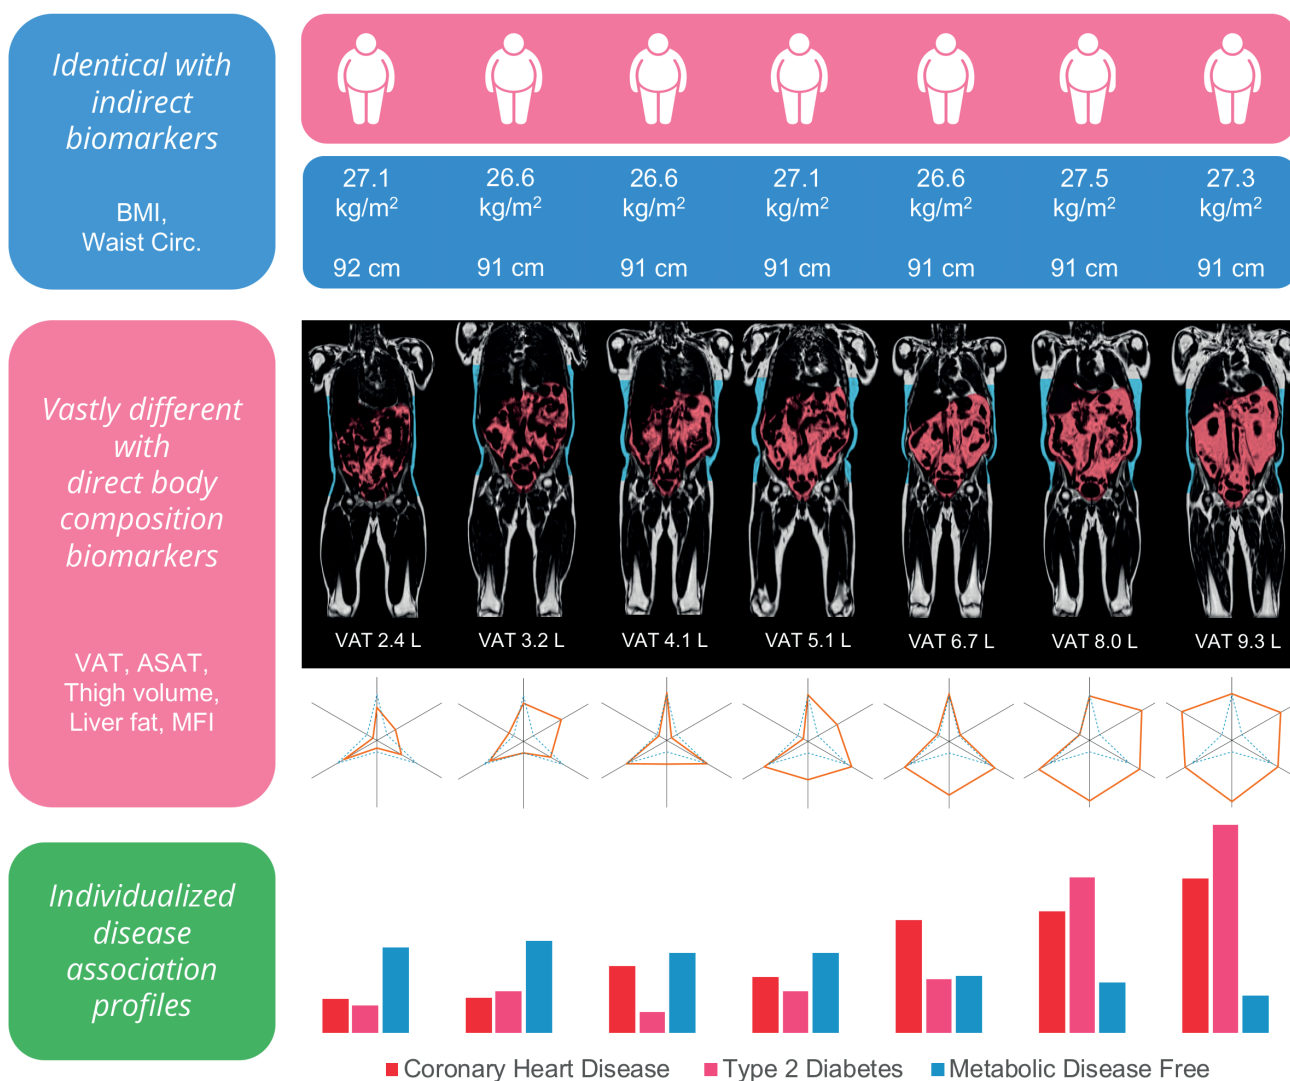 Identical with
indirect
biomarkers
BMI,
Waist Circ.
27.1 26.6 26.6 27.1 26.6 27.5 27.3
kg/m² kg/m² kg/m² kg/m² kg/m² kg/m² kg/m²
92 cm 91 cm 91 cm 91 cm 91 cm 91 cm 91 cm
Vastly different
with
direct body
composition
biomarkers
VAT, ASAT,
Thigh volume,
Liver fat, MFI
VAT 2.4 L VAT 3.2 L VAT 4.1 L VAT 5.1 L VAT 6.7 L VAT 8.0 L VAT 9.3 L
Individualized
disease
association
profiles
Coronary Heart Disease Type 2 Diabetes Metabolic Disease Free